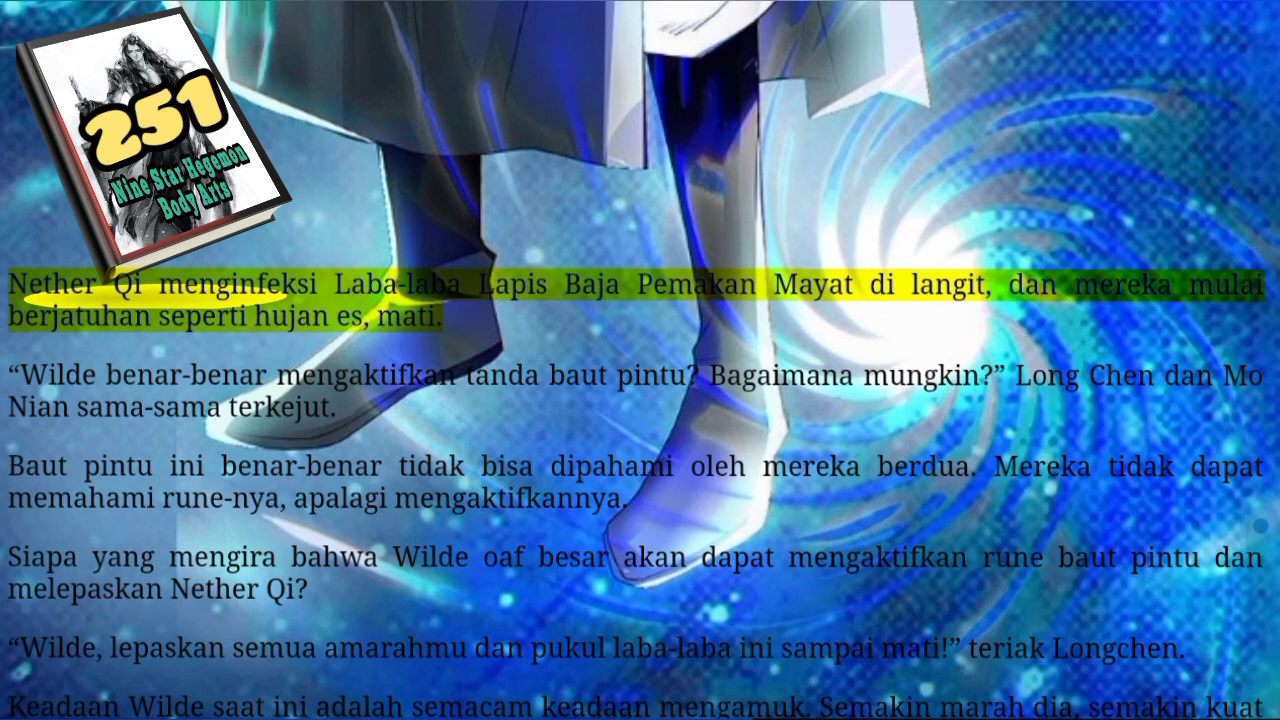 251
Nine Star Hegemon
Body Arts
Nether Qi menginfeksi Laba-laba Lapis Baja Pemakan Mayat di langit, dan mereka mulai
berjatuhan seperti hujan es, mati.
“Wilde benar-benar mengaktifkan tanda baut pintu? Bagaimana mungkin?” Long Chen dan Mo
Nian sama-sama terkejut.
Baut pintu ini benar-benar tidak bisa dipahami oleh mereka berdua. Mereka tidak dapat
memahami rune-nya, apalagi mengaktifkannya.
Siapa yang mengira bahwa Wilde oaf besar akan dapat mengaktifkan rune baut pintu dan
melepaskan Nether Qi?
“Wilde, lepaskan semua amarahmu dan pukul laba-laba ini sampai mati!” teriak Longchen.
Keadaan Wilde saat ini adalah semacam keadaan mengamuk. Semakin marah dia, semakin kuat